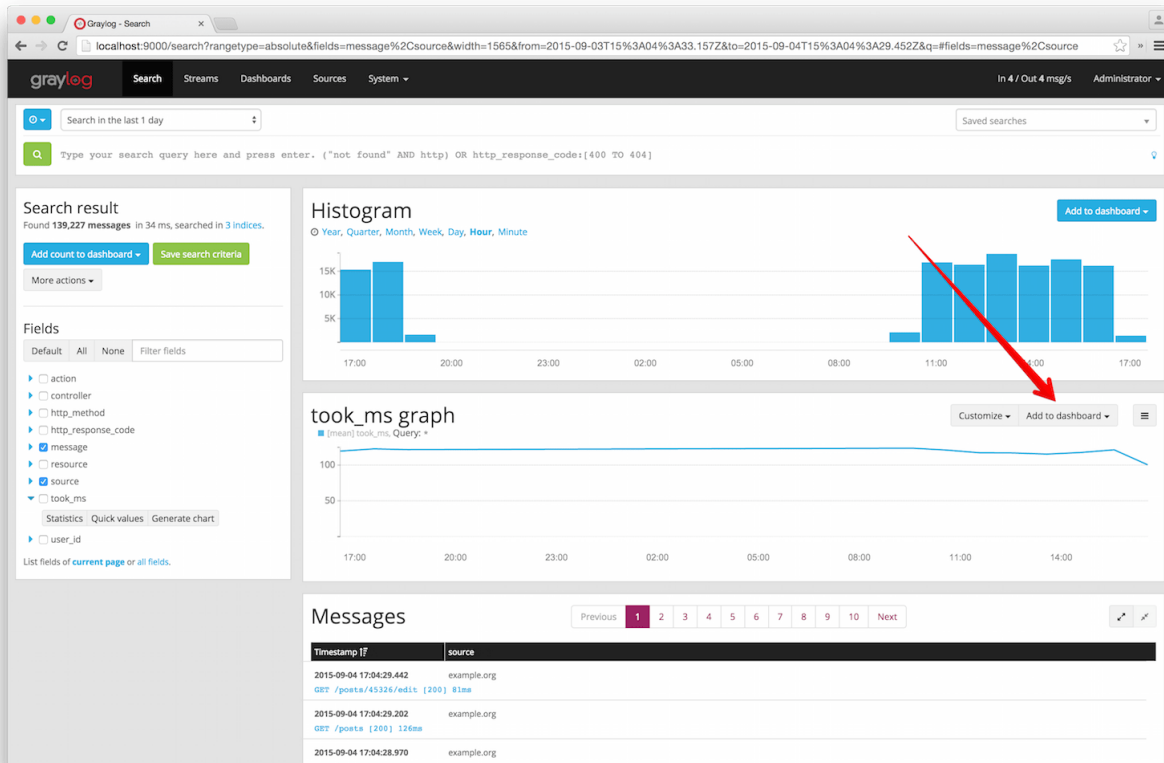 Graylog - Search
localhost:9000/search?rangetype=absolute&fields=message%2Csource&width=1565&from=2015-09-03T15%3A04%3A33.157Z&to=2015-09-04T15%3A04%3A29.452Z&q=#fields=message%2Csource
graylog Search Streams Dashboards Sources System In 4 / Out 4 msg/s Administrator
Search in the last 1 day Saved searches
Type your search query here and press enter. ("not found" AND http) OR http_response_code:[400 TO 404]
Search result
Found 139,227 messages in 34 ms, searched in 3 indices.
Add count to dashboard Save search criteria
More actions
Fields
Default All None Filter fields
action
controller
http_method
http_response_code
message
resource
source
took_ms
Statistics Quick values Generate chart
user_id
List fields of current page or all fields.
Histogram Add to dashboard
Year, Quarter, Month, Week, Day, Hour, Minute
15K
10K
5K
17:00 20:00 23:00 02:00 05:00 08:00 11:00 14:00 17:00
took_ms graph Customize Add to dashboard
[mean] took_ms, Query: *
100
50
17:00 20:00 23:00 02:00 05:00 08:00 11:00 14:00
Messages Previous 1 2 3 4 5 6 7 8 9 10 Next
Timestamp source
2015-09-04 17:04:29.442 example.org
GET /posts/45326/edit [200] 81ms
2015-09-04 17:04:29.202 example.org
GET /posts [200] 126ms
2015-09-04 17:04:28.970 example.org